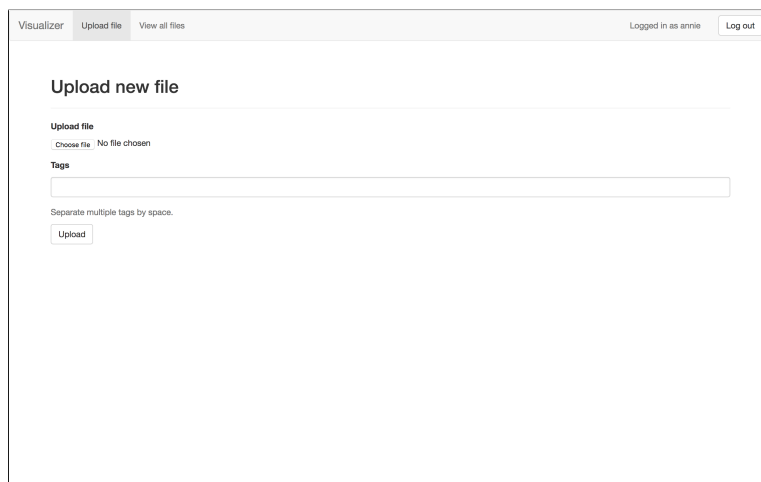 Visualizer Upload file View all files Logged in as annie Log out
Upload new file
Upload file
Choose file No file chosen
Tags
Separate multiple tags by space.
Upload